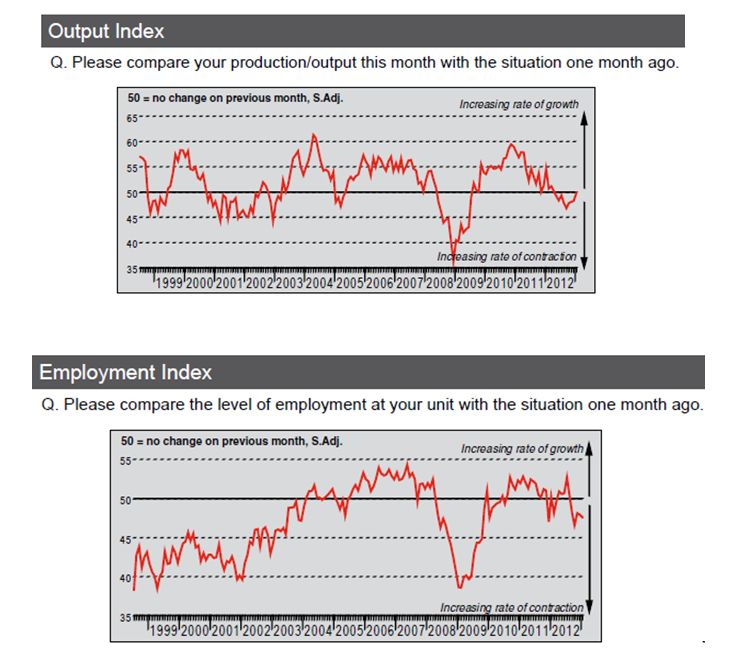 Output Index
Q. Please compare your production/output this month with the situation one month ago.
50 = no change on previous month, S.Adj.
Increasing rate of growth
65
60
55
50
45
40
Increasing rate of contraction
35
1999 2000 2001 2002 2003 2004 2005 2006 2007 2008 2009 2010 2011 2012
Employment Index
Q. Please compare the level of employment at your unit with the situation one month ago.
50 = no change on previous month, S.Adj.
Increasing rate of growth
55
50
45
40
Increasing rate of contraction
35
1999 2000 2001 2002 2003 2004 2005 2006 2007 2008 2009 2010 2011 2012